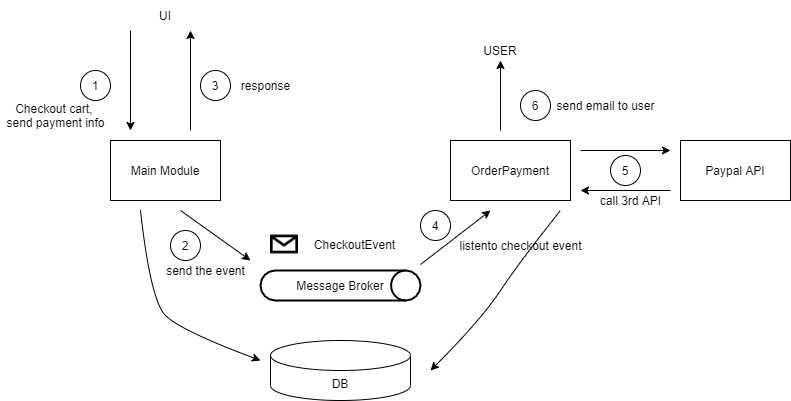 UI
USER
1
3
response
Checkout cart,
send payment info
6
send email to user
Main Module
OrderPayment
5
Paypal API
call 3rd API
2
send the event
CheckoutEvent
4
listento checkout event
Message Broker
DB